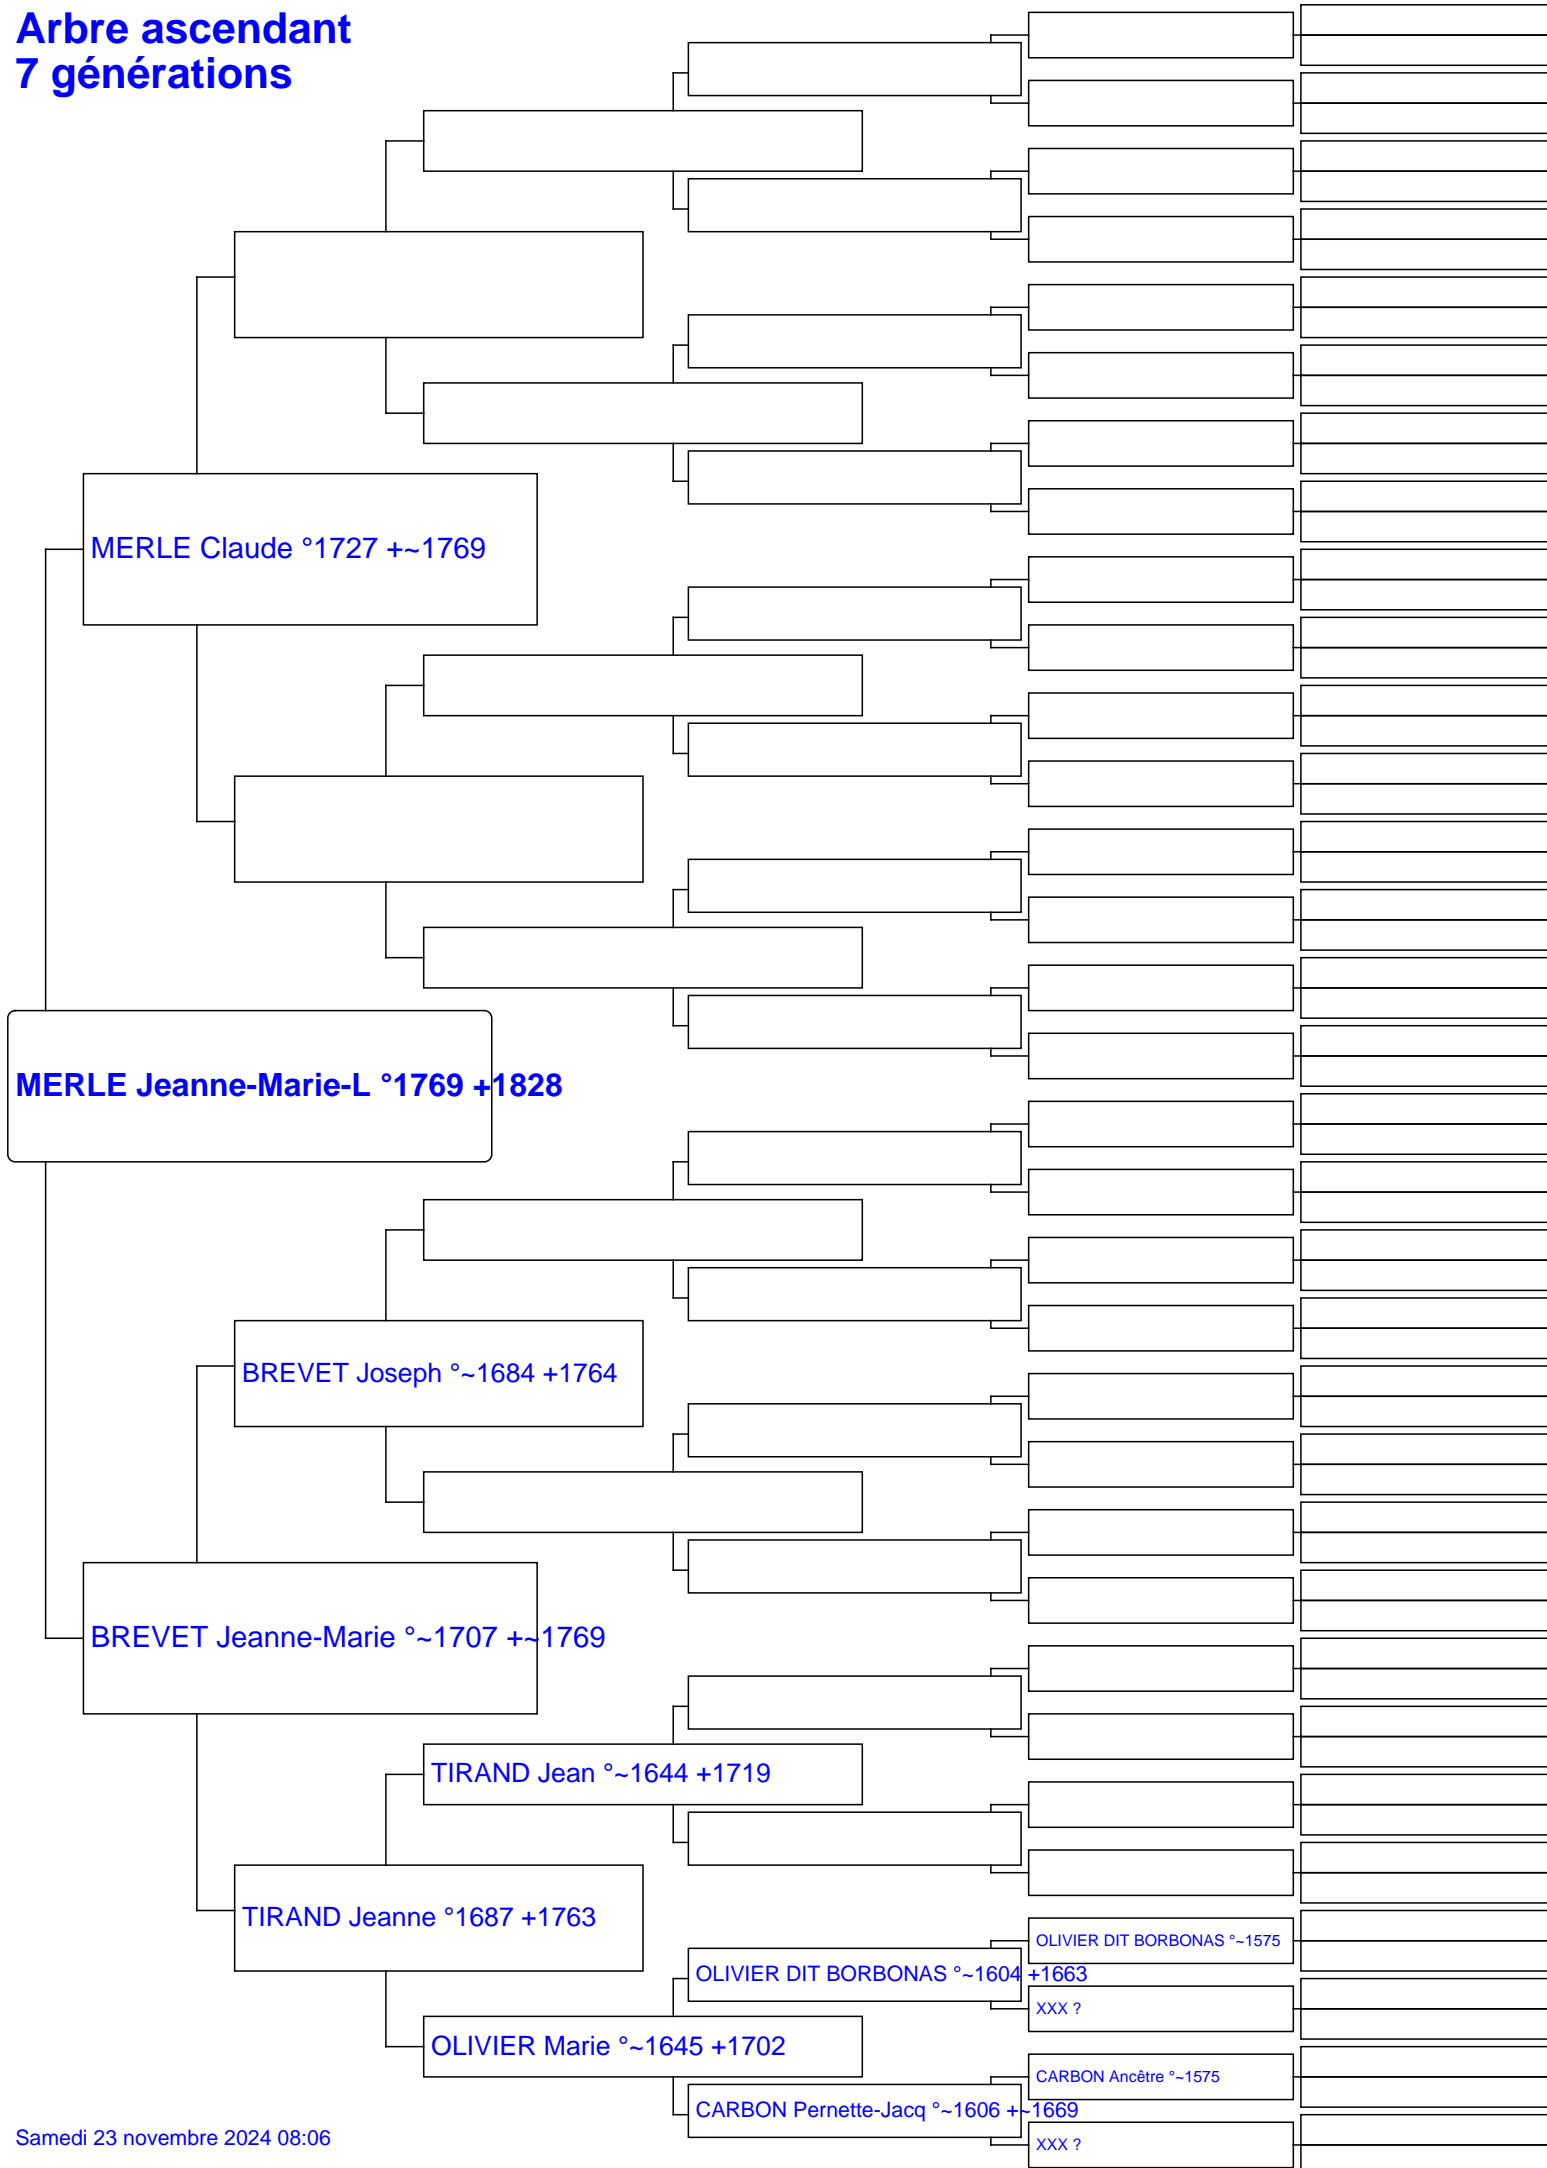 Arbre ascendant
7 générations
MERLE Claude °1727 +~1769
MERLE Jeanne-Marie-L °1769 +1828
BREVET Joseph °~1684 +1764
BREVET Jeanne-Marie °~1707 +~1769
TIRAND Jean °~1644 +1719
TIRAND Jeanne °1687 +1763
OLIVIER DIT BORBONAS °~1575
OLIVIER DIT BORBONAS °~1604 +1663
XXX ?
OLIVIER Marie °~1645 +1702
CARBON Ancêtre °~1575
CARBON Pernette-Jacq °~1606 +~1669
XXX ?
Samedi 23 novembre 2024 08:06